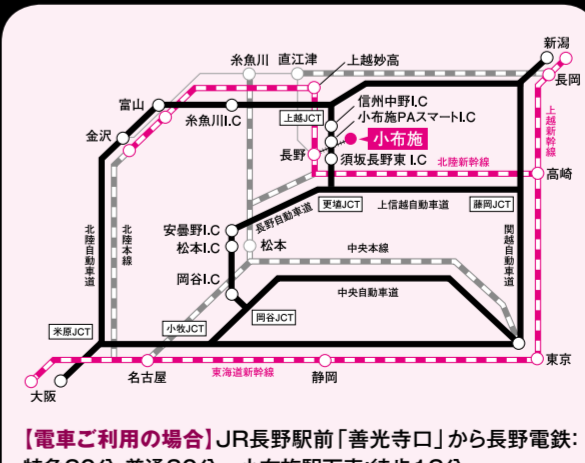 新潟
糸魚川 直江津 上越妙高
長岡
富山
糸魚川I.C
上越JCT
信州中野I.C
小布施PAスマートI.C
小布施
上越新幹線
金沢
長野
須坂長野東 I.C
北陸新幹線
高崎
更埴JCT
上信越自動車道
藤岡JCT
長野自動車道
北陸自動車道
北陸本線
安曇野I.C
松本I.C
松本
中央本線
関越自動車道
岡谷I.C
中央自動車道
岡谷JCT
小牧JCT
米原JCT
東京
名古屋
東海道新幹線
静岡
大阪
【電車ご利用の場合】JR長野駅前「善光寺口」から長野電鉄: